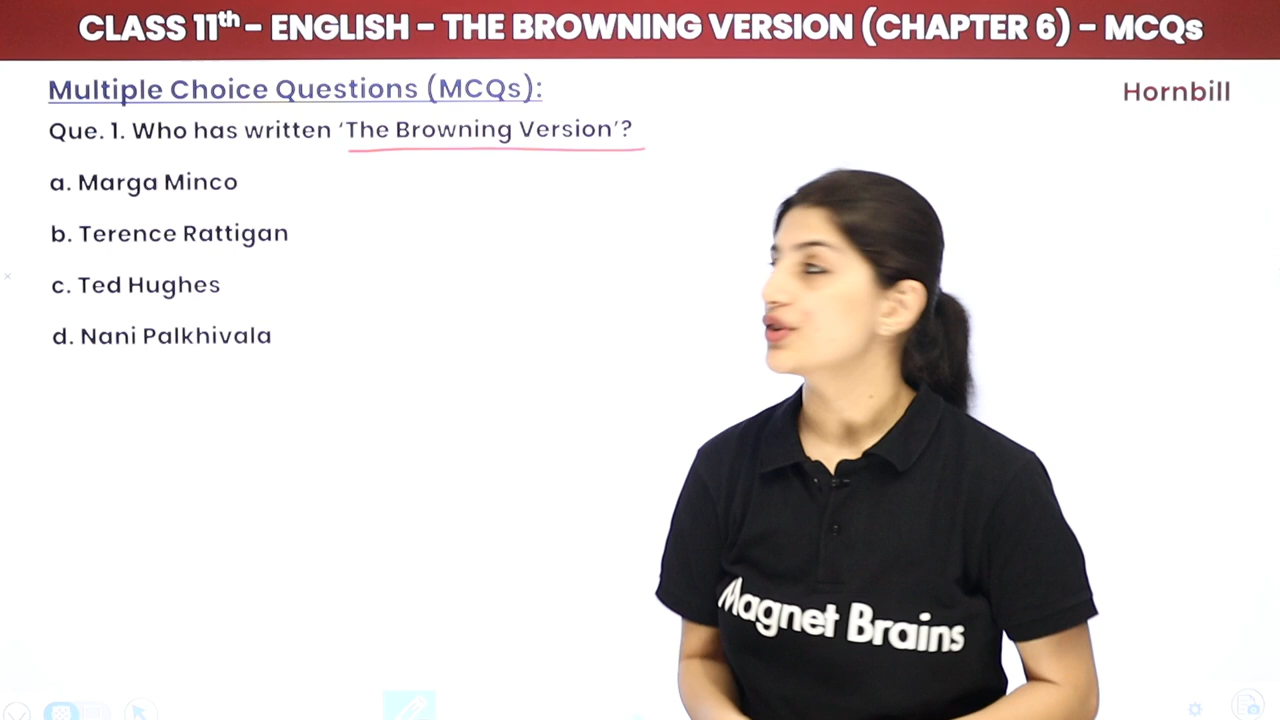 CLASS 11th - ENGLISH - THE BROWNING VERSION (CHAPTER 6) - MCQs
Multiple Choice Questions (MCQs):
Hornbill
Que. 1. Who has written ‘The Browning Version’?
a. Marga Minco
b. Terence Rattigan
c. Ted Hughes
d. Nani Palkhivala
Magnet Brains